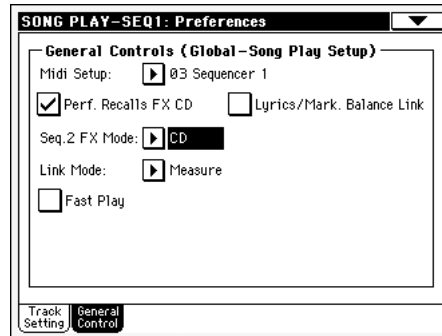 SONG PLAY-SEQ1: Preferences
General Controls (Global-Song Play Setup)
Midi Setup: 03 Sequencer 1
Perf. Recalls FX CD Lyrics/Mark. Balance Link
Seq.2 FX Mode: CD
Link Mode: Measure
Fast Play
Track Setting General Control